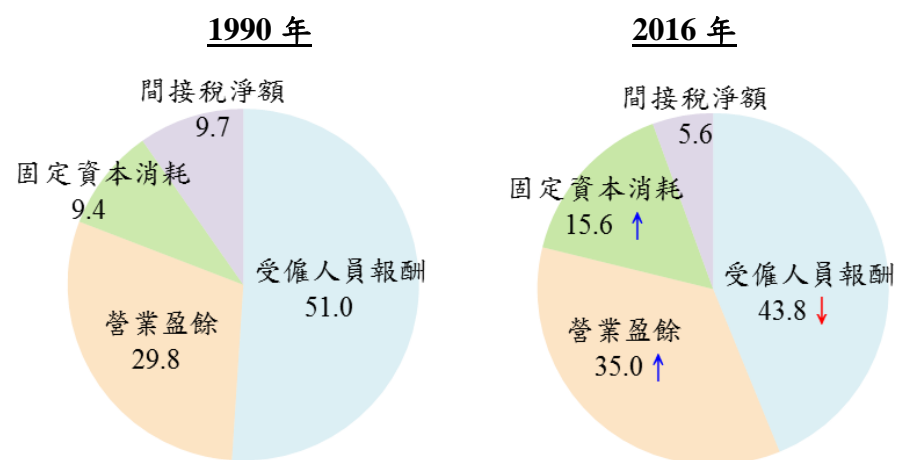 1990 年
間接稅淨額
9.7
固定資本消耗
9.4
受僱人員報酬
51.0
營業盈餘
29.8
2016 年
間接稅淨額
5.6
固定資本消耗
15.6 ↑
受僱人員報酬
43.8 ↓
營業盈餘
35.0 ↑